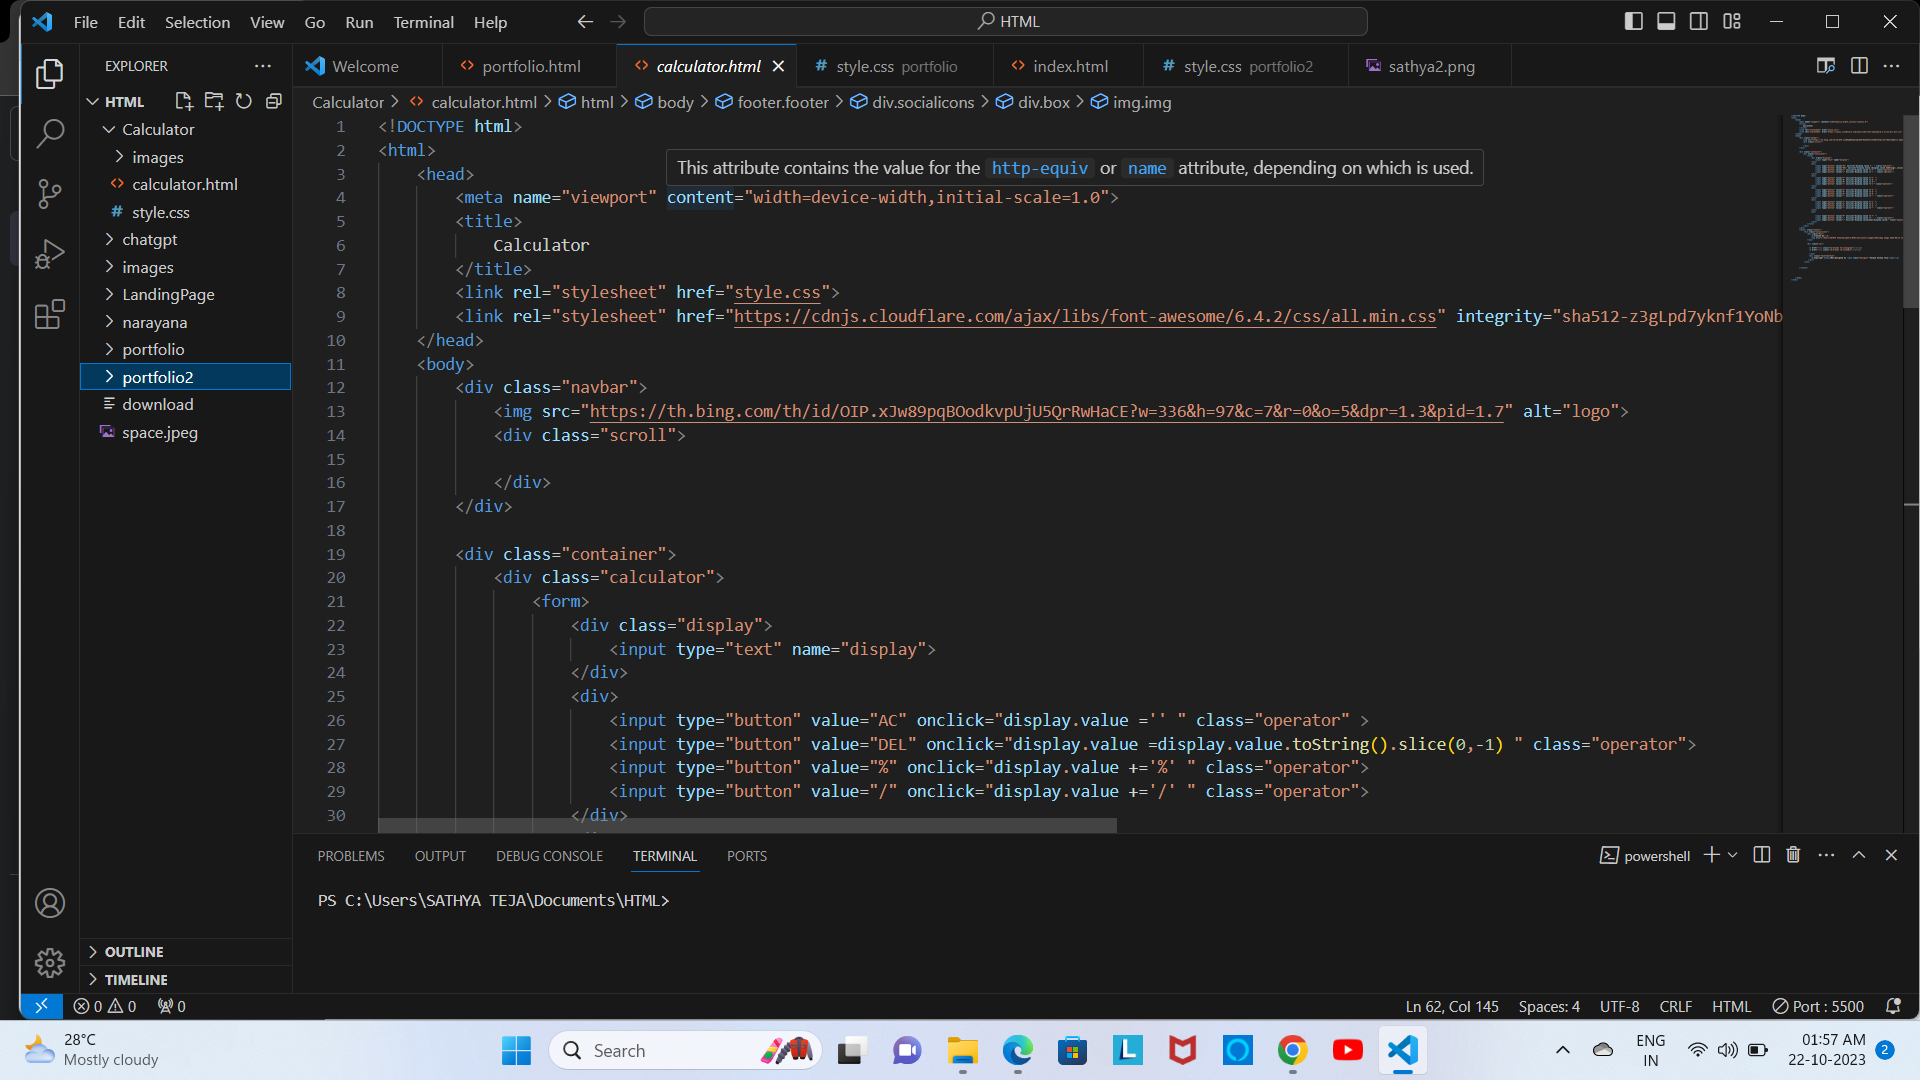 File Edit Selection View Go Run Terminal Help
HTML
EXPLORER
HTML
Calculator
images
calculator.html
style.css
chatgpt
images
LandingPage
narayana
portfolio
portfolio2
download
space.jpeg
OUTLINE
TIMELINE
Welcome portfolio.html calculator.html style.css portfolio index.html style.css portfolio2 sathya2.png
Calculator > calculator.html > html > body > footer.footer > div.socialicons > div.box > img.img
This attribute contains the value for the http-equiv or name attribute, depending on which is used.
1 <!DOCTYPE html>
2 <html>
3 <head>
4 <meta name="viewport" content="width=device-width,initial-scale=1.0">
5 <title>
6 Calculator
7 </title>
8 <link rel="stylesheet" href="style.css">
9 <link rel="stylesheet" href="https://cdnjs.cloudflare.com/ajax/libs/font-awesome/6.4.2/css/all.min.css" integrity="sha512-z3gLpd7yknf1YoNb
10 </head>
11 <body>
12 <div class="navbar">
13 <img src="https://th.bing.com/th/id/OIP.xJw89pqBOodkvpUjU5QrRwHaCE?w=336&h=97&c=7&r=0&o=5&dpr=1.3&pid=1.7" alt="logo">
14 <div class="scroll">
15
16 </div>
17 </div>
18
19 <div class="container">
20 <div class="calculator">
21 <form>
22 <div class="display">
23 <input type="text" name="display">
24 </div>
25 <div>
26 <input type="button" value="AC" onclick="display.value ='' " class="operator" >
27 <input type="button" value="DEL" onclick="display.value =display.value.toString().slice(0,-1) " class="operator">
28 <input type="button" value="%" onclick="display.value +='%' " class="operator">
29 <input type="button" value="/" onclick="display.value +='/' " class="operator">
30 </div>
PROBLEMS OUTPUT DEBUG CONSOLE TERMINAL PORTS
powershell
PS C:\Users\SATHYA TEJA\Documents\HTML>
0 0 0
Ln 62, Col 145 Spaces: 4 UTF-8 CRLF HTML Port : 5500
28°C
Mostly cloudy
Search
ENG
IN
01:57 AM
22-10-2023
2